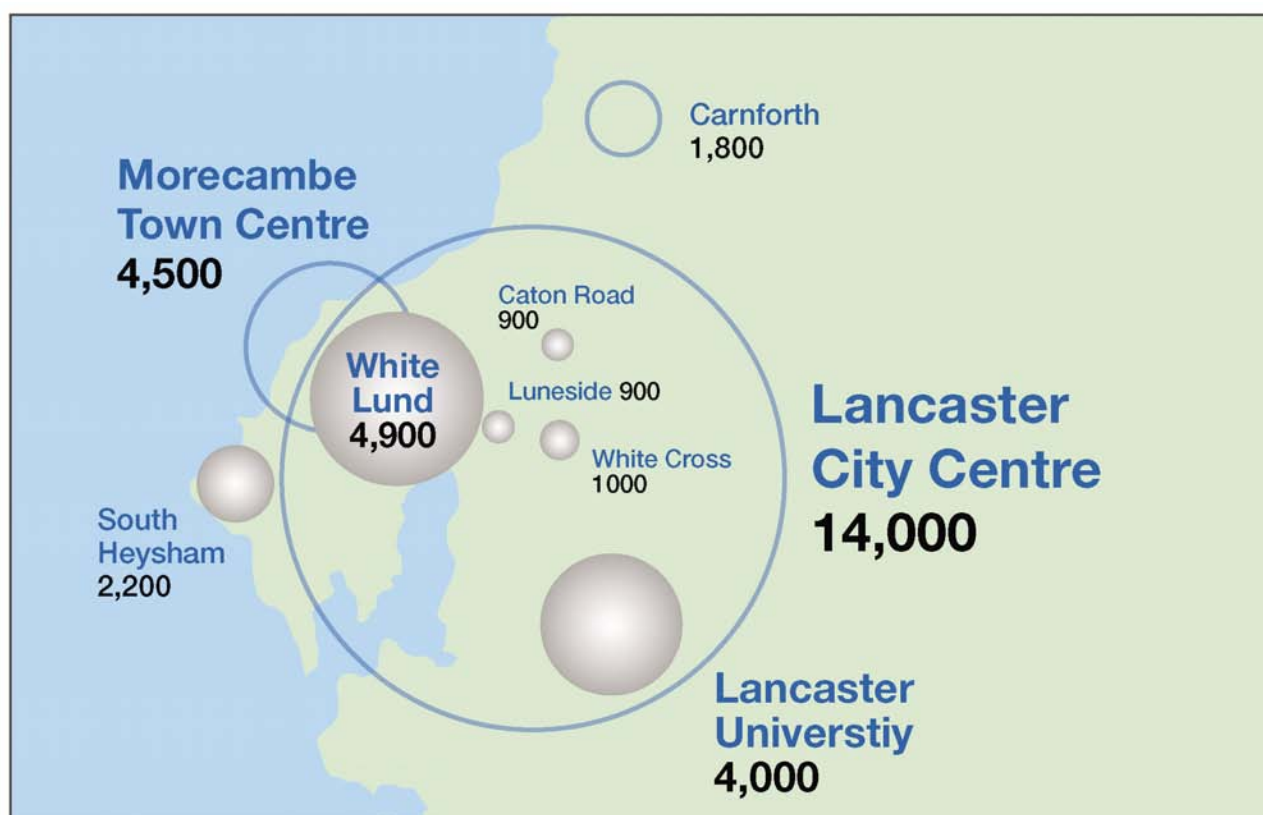 Carnforth
1,800
Morecambe
Town Centre
4,500
Caton Road
900
White
Lund
4,900
Luneside 900
White Cross
1000
Lancaster
City Centre
14,000
South
Heysham
2,200
Lancaster
Universtiy
4,000